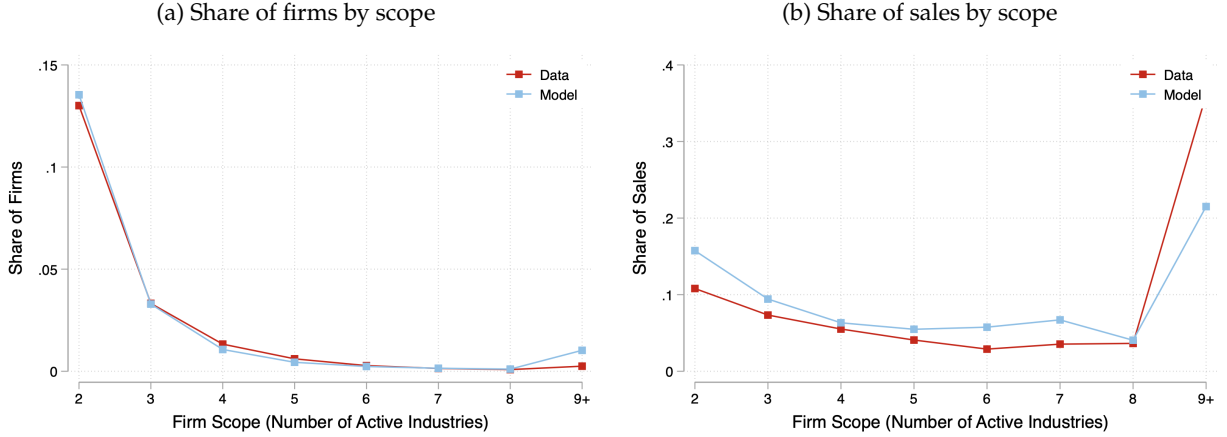 (a) Share of firms by scope
.15
.1
.05
0
Share of Firms
2 3 4 5 6 7 8 9+
Firm Scope (Number of Active Industries)
Data
Model
(b) Share of sales by scope
.4
.3
.2
.1
0
Share of Sales
2 3 4 5 6 7 8 9+
Firm Scope (Number of Active Industries)
Data
Model